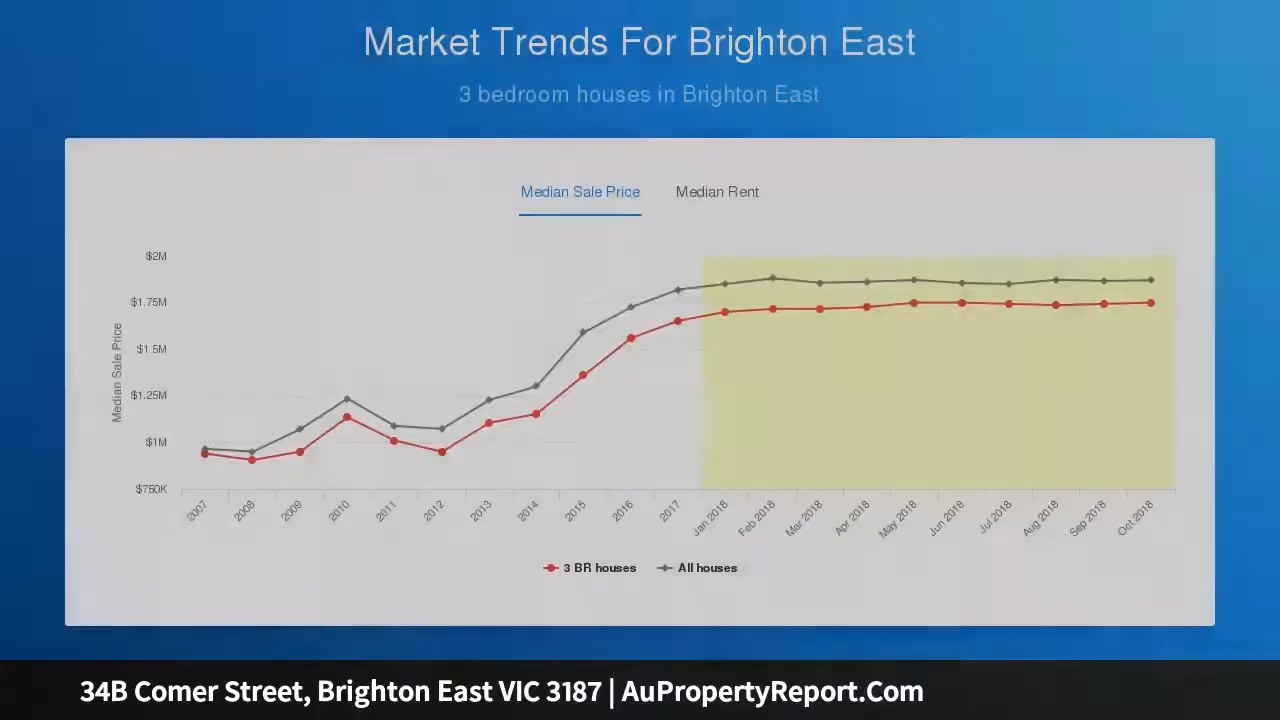 Market Trends For Brighton East
3 bedroom houses in Brighton East
Median Sale Price Median Rent
Median Sale Price
$2M
$1.75M
$1.5M
$1.25M
$1M
$750K
2007 2008 2009 2010 2011 2012 2013 2014 2015 2016 2017 Jan 2018 Feb 2018 Mar 2018 Apr 2018 May 2018 Jun 2018 Jul 2018 Aug 2018 Sep 2018 Oct 2018
3 BR houses All houses
34B Comer Street, Brighton East VIC 3187 | AuPropertyReport.Com